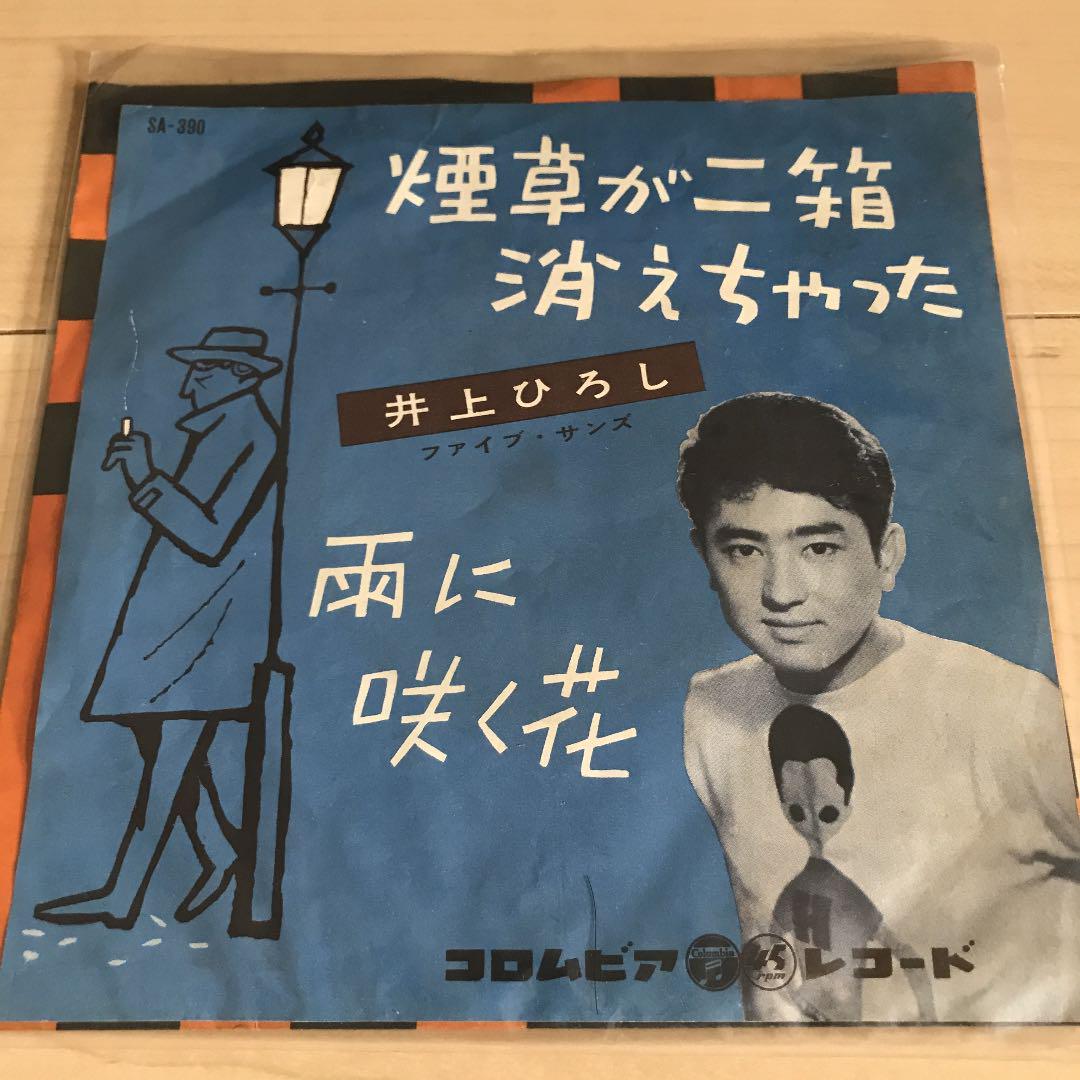 SA-390
煙草が二箱
消えちゃった
井上ひろし
ファイブ・サンズ
雨に
咲く花
H
コロムビア Columbia 45 rpm レコード